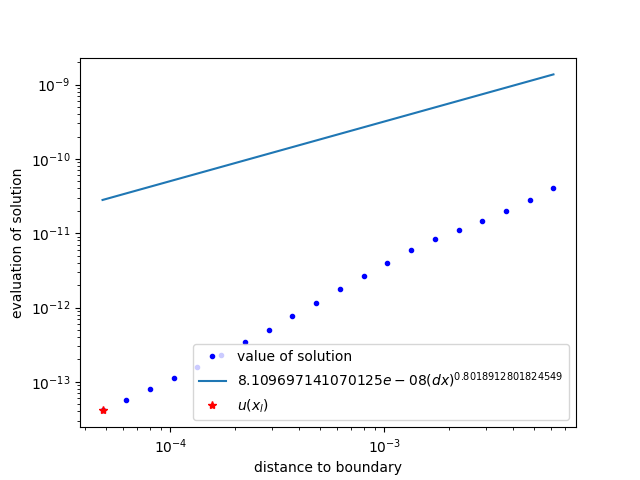 10⁻⁹
10⁻¹⁰
10⁻¹¹
10⁻¹²
10⁻¹³
evaluation of solution
value of solution
8.109697141070125e − 08(dx)^0.8018912801824549
u(x_I)
10⁻⁴
10⁻³
distance to boundary